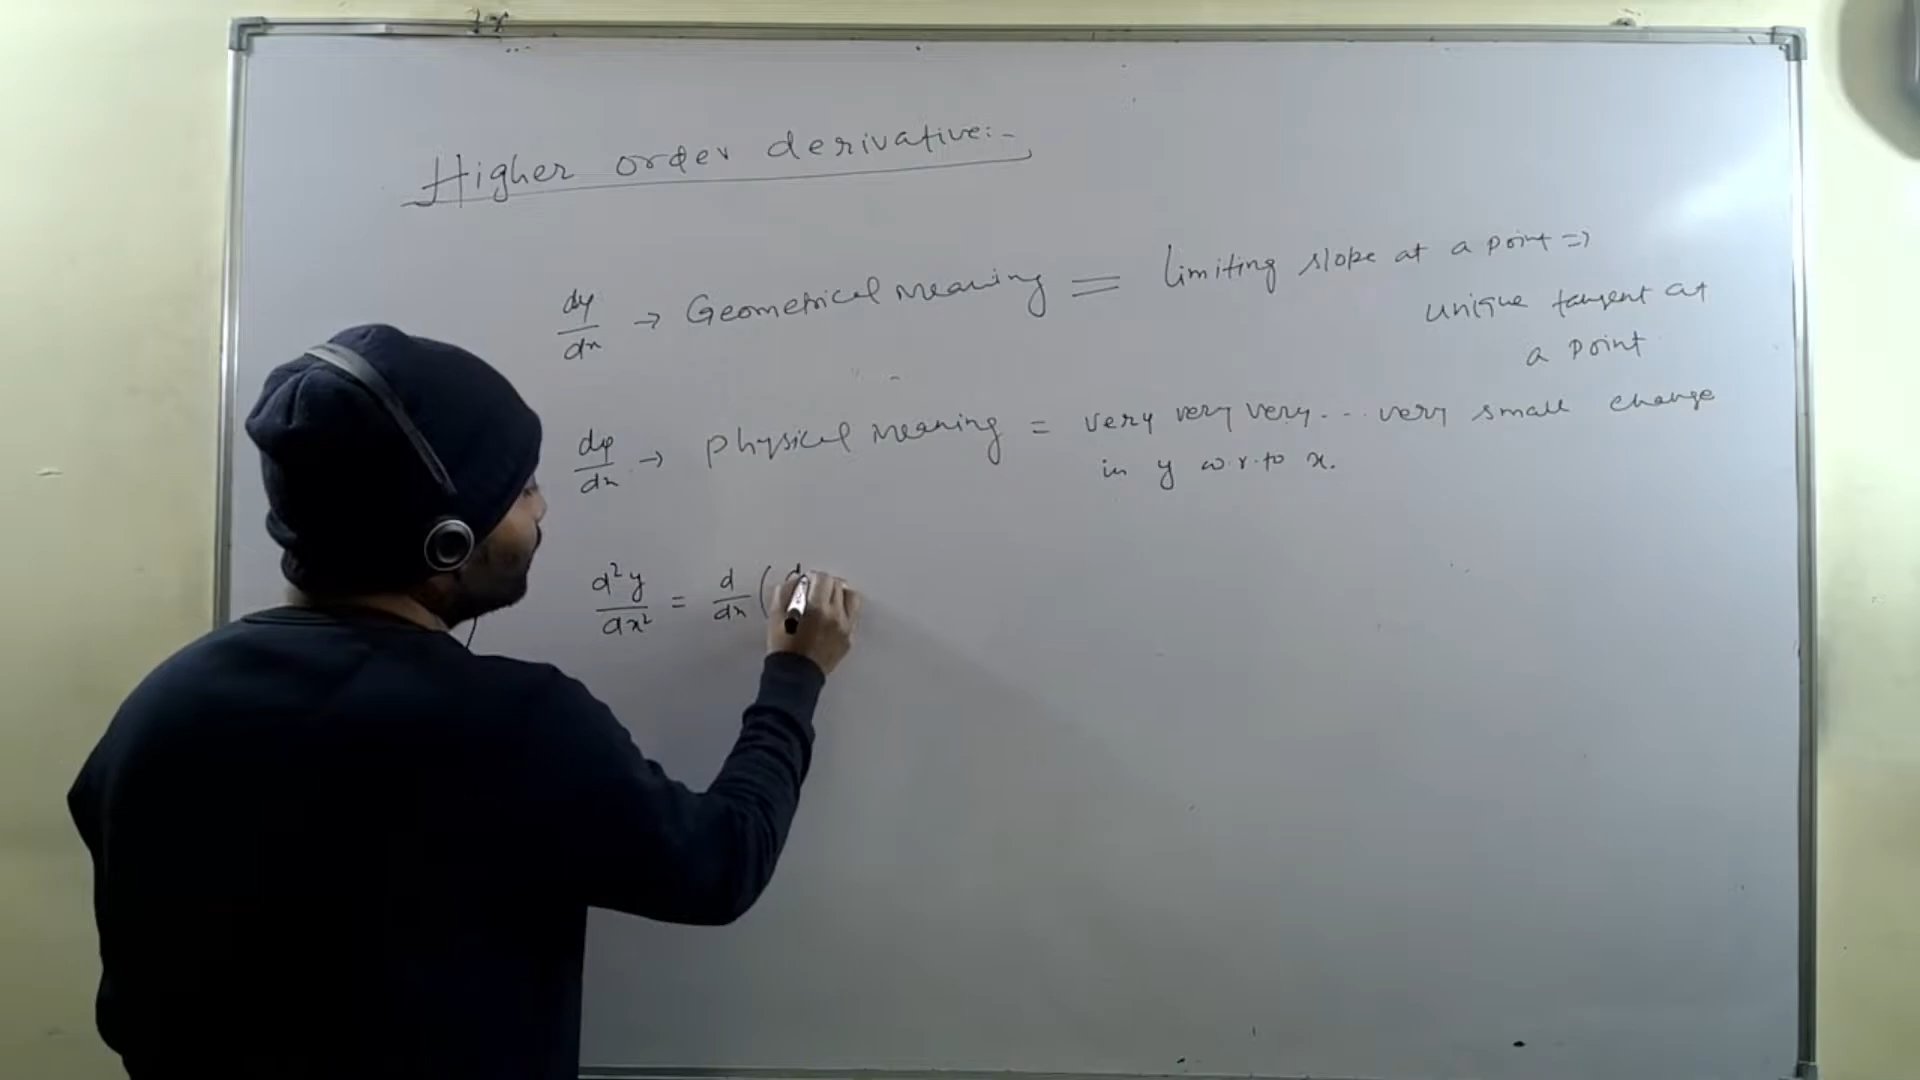 Higher order derivative:-
dy/dx → Geometrical meaning = limiting slope at a point ⇒
unique tangent at
a point
dy/dx → physical meaning = very very very... very small change
in y w.r.to x.
d²y/dx² = d/dx (d